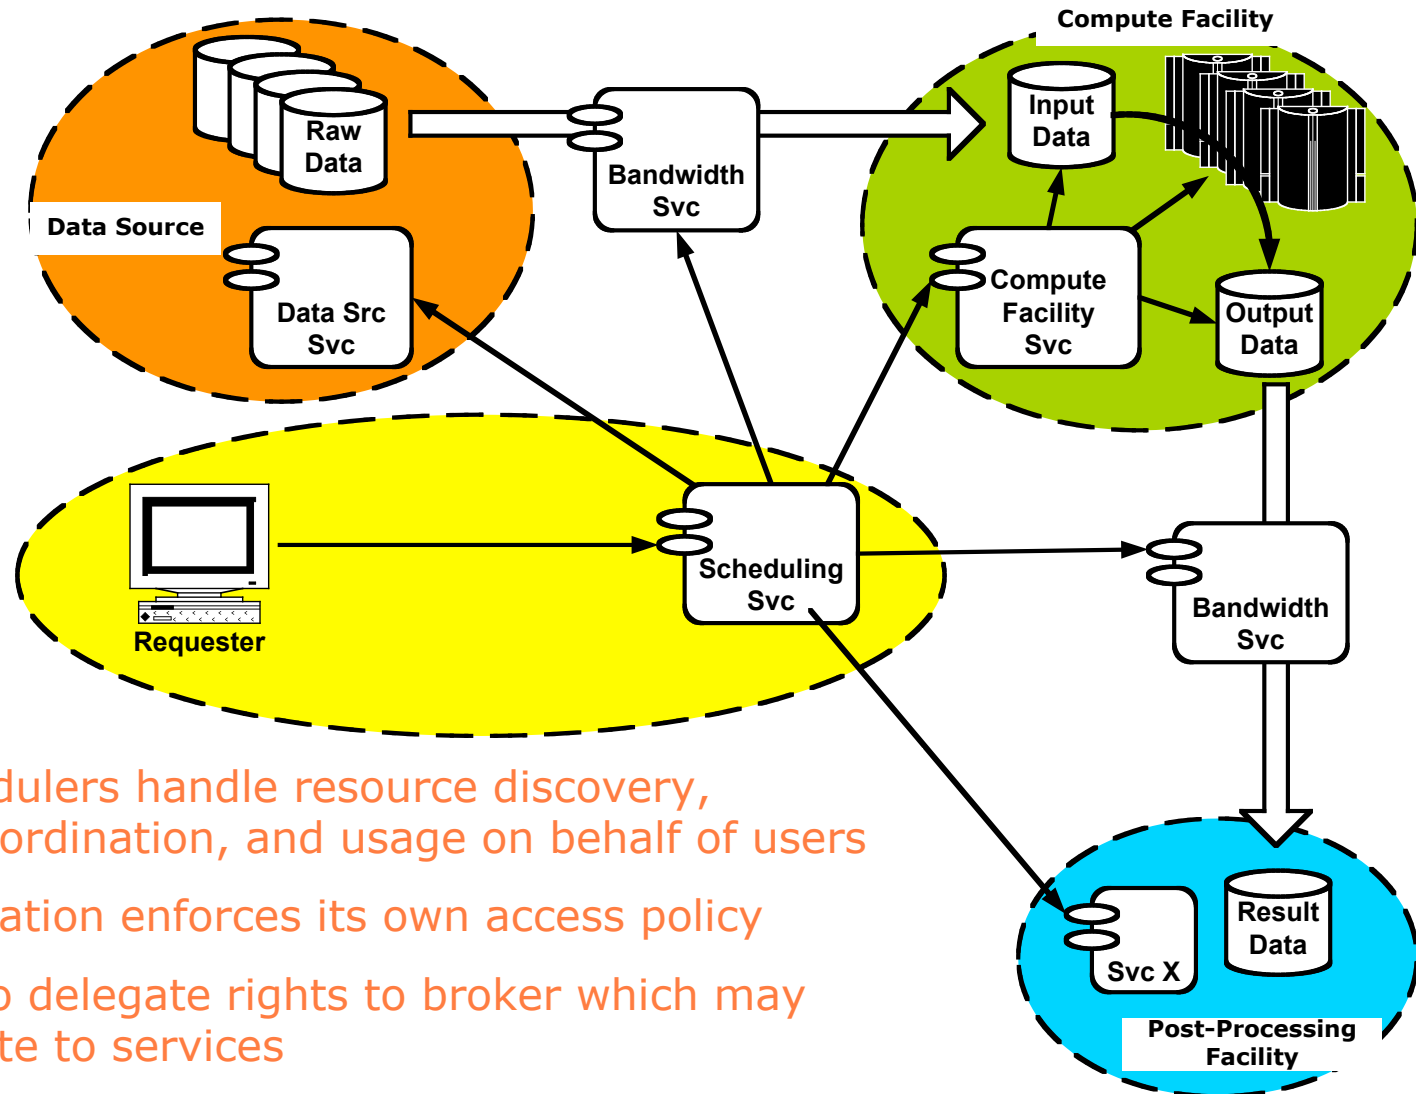 Compute Facility
Raw
Data
Input
Data
Bandwidth
Svc
Data Source
Data Src
Svc
Compute
Facility
Svc
Output
Data
Scheduling
Svc
Requester
Bandwidth
Svc
dulers handle resource discovery,
ordination, and usage on behalf of users
ation enforces its own access policy
o delegate rights to broker which may
te to services
Result
Data
Svc X
Post-Processing
Facility